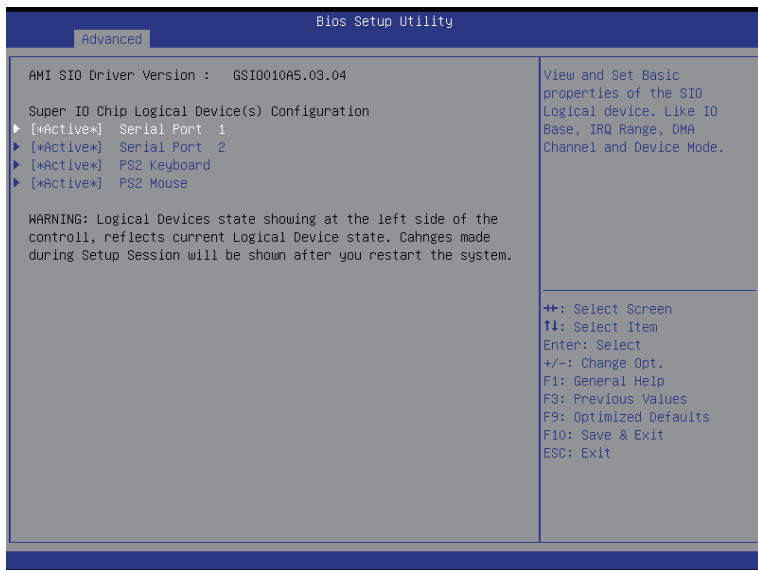 Bios Setup Utility
Advanced
AMI SIO Driver Version :   GSIO010A5.03.04
Super IO Chip Logical Device(s) Configuration
[*Active*]   Serial Port  1
[*Active*]   Serial Port  2
[*Active*]   PS2 Keyboard
[*Active*]   PS2 Mouse
WARNING: Logical Devices state showing at the left side of the
controll, reflects current Logical Device state. Cahnges made
during Setup Session will be shown after you restart the system.
View and Set Basic
properties of the SIO
Logical device. Like IO
Base, IRQ Range, DMA
Channel and Device Mode.
→←: Select Screen
↑↓: Select Item
Enter: Select
+/-: Change Opt.
F1: General Help
F3: Previous Values
F9: Optimized Defaults
F10: Save & Exit
ESC: Exit